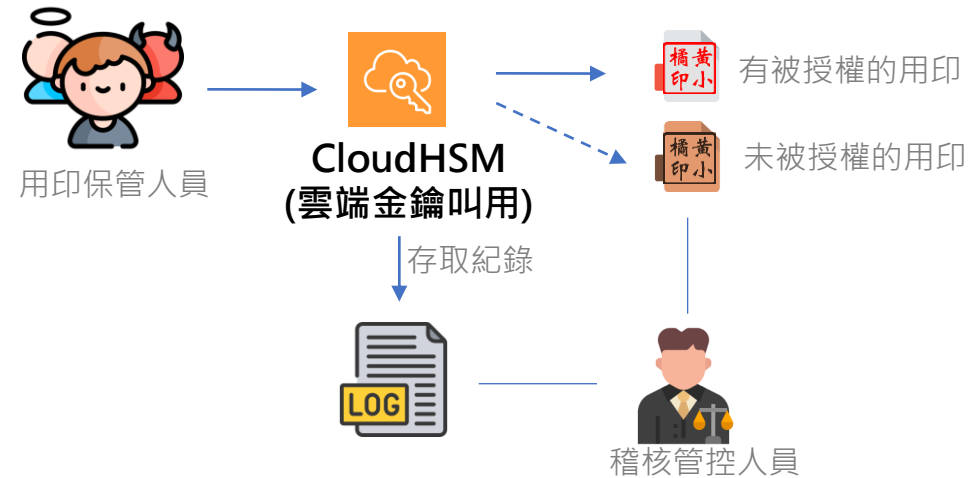 用印保管人員
CloudHSM
(雲端金鑰叫用)
存取紀錄
LOG
黃小
橘印
有被授權的用印
黃小
橘印
未被授權的用印
稽核管控人員